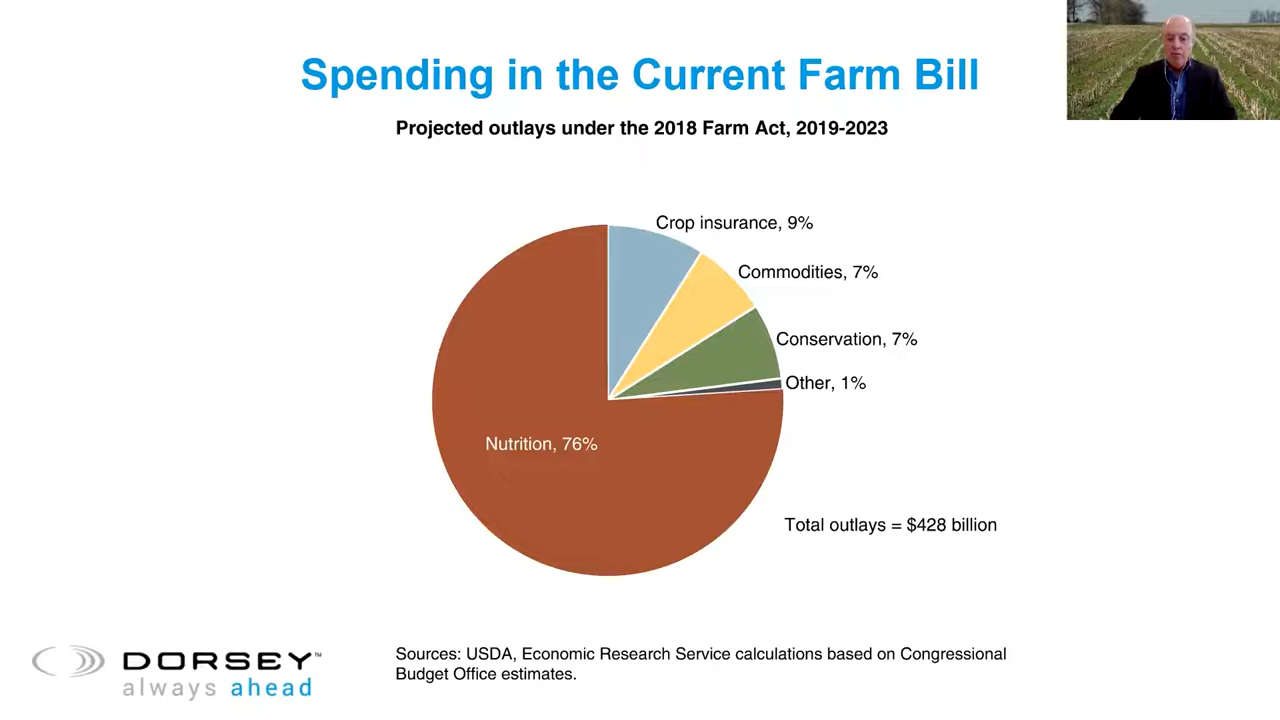 Spending in the Current Farm Bill
Projected outlays under the 2018 Farm Act, 2019-2023
Crop insurance, 9%
Commodities, 7%
Conservation, 7%
Other, 1%
Nutrition, 76%
Total outlays = $428 billion
DORSEY™
always ahead
Sources: USDA, Economic Research Service calculations based on Congressional
Budget Office estimates.